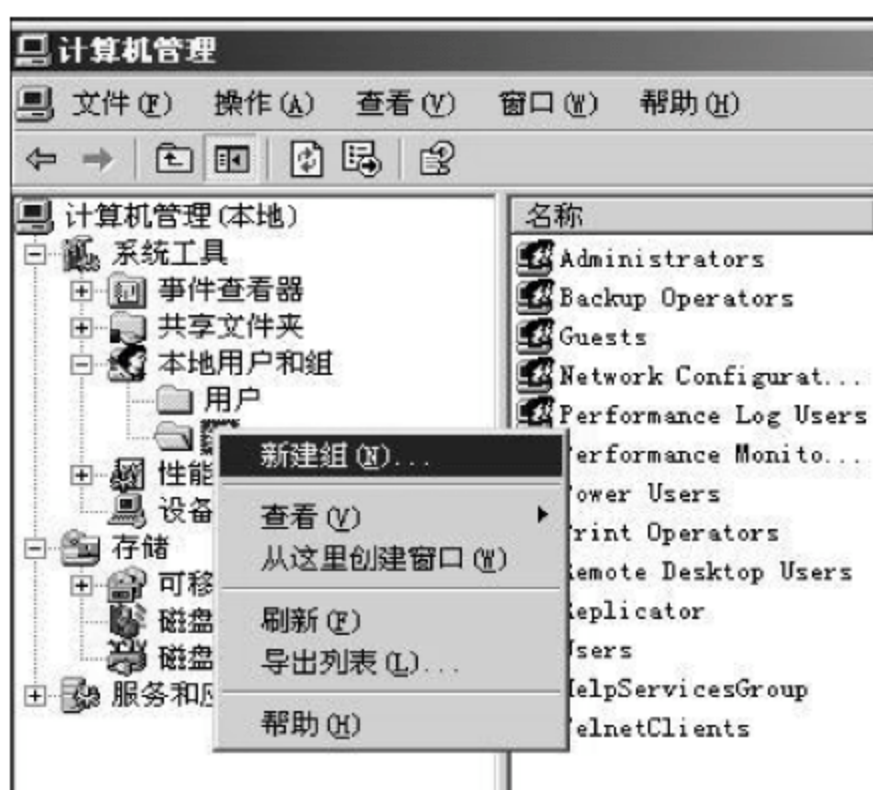 计算机管理
文件(F) 操作(A) 查看(V) 窗口(W) 帮助(H)
计算机管理(本地)
系统工具
事件查看器
共享文件夹
本地用户和组
用户
性能
设备
存储
可移
磁盘
磁盘
服务和应
新建组(N)...
查看(V)
从这里创建窗口(W)
刷新(F)
导出列表(L)...
帮助(H)
名称
Administrators
Backup Operators
Guests
Network Configurat...
Performance Log Users
erformance Monito...
ower Users
rint Operators
emote Desktop Users
eplicator
sers
elpServicesGroup
elnetClients